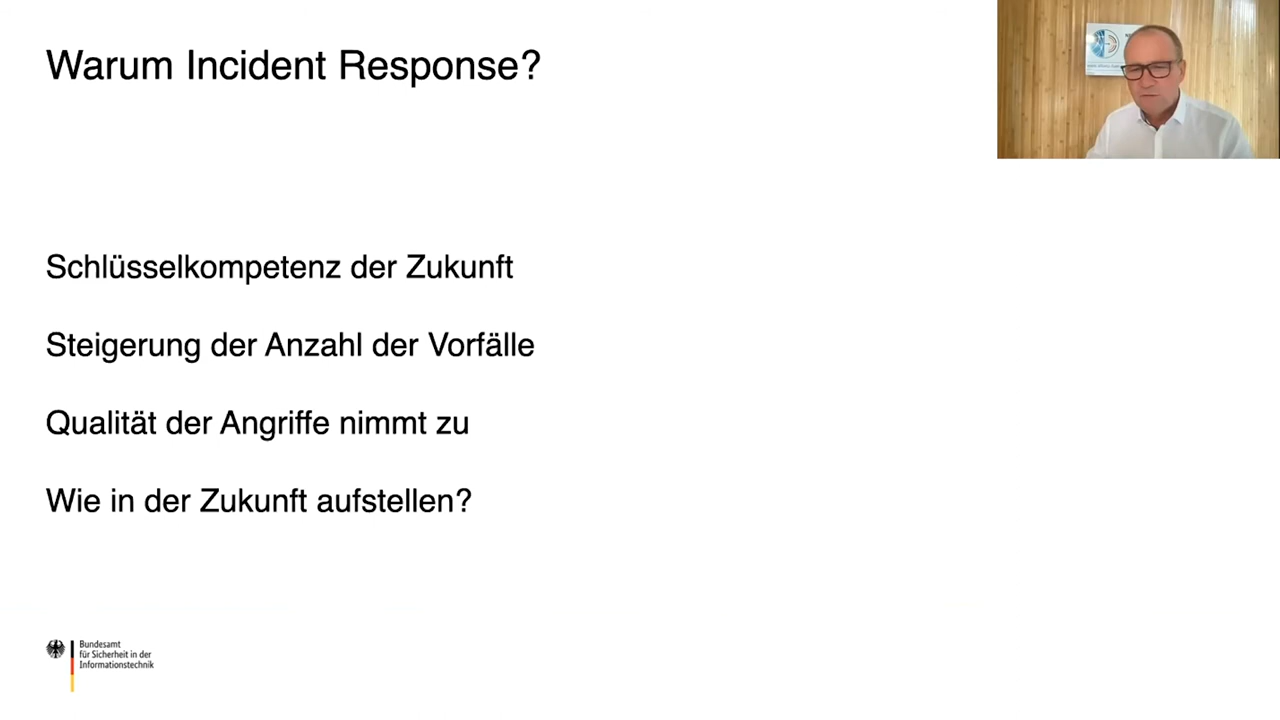 Warum Incident Response?
Schlüsselkompetenz der Zukunft
Steigerung der Anzahl der Vorfälle
Qualität der Angriffe nimmt zu
Wie in der Zukunft aufstellen?
Bundesamt
für Sicherheit in der
Informationstechnik